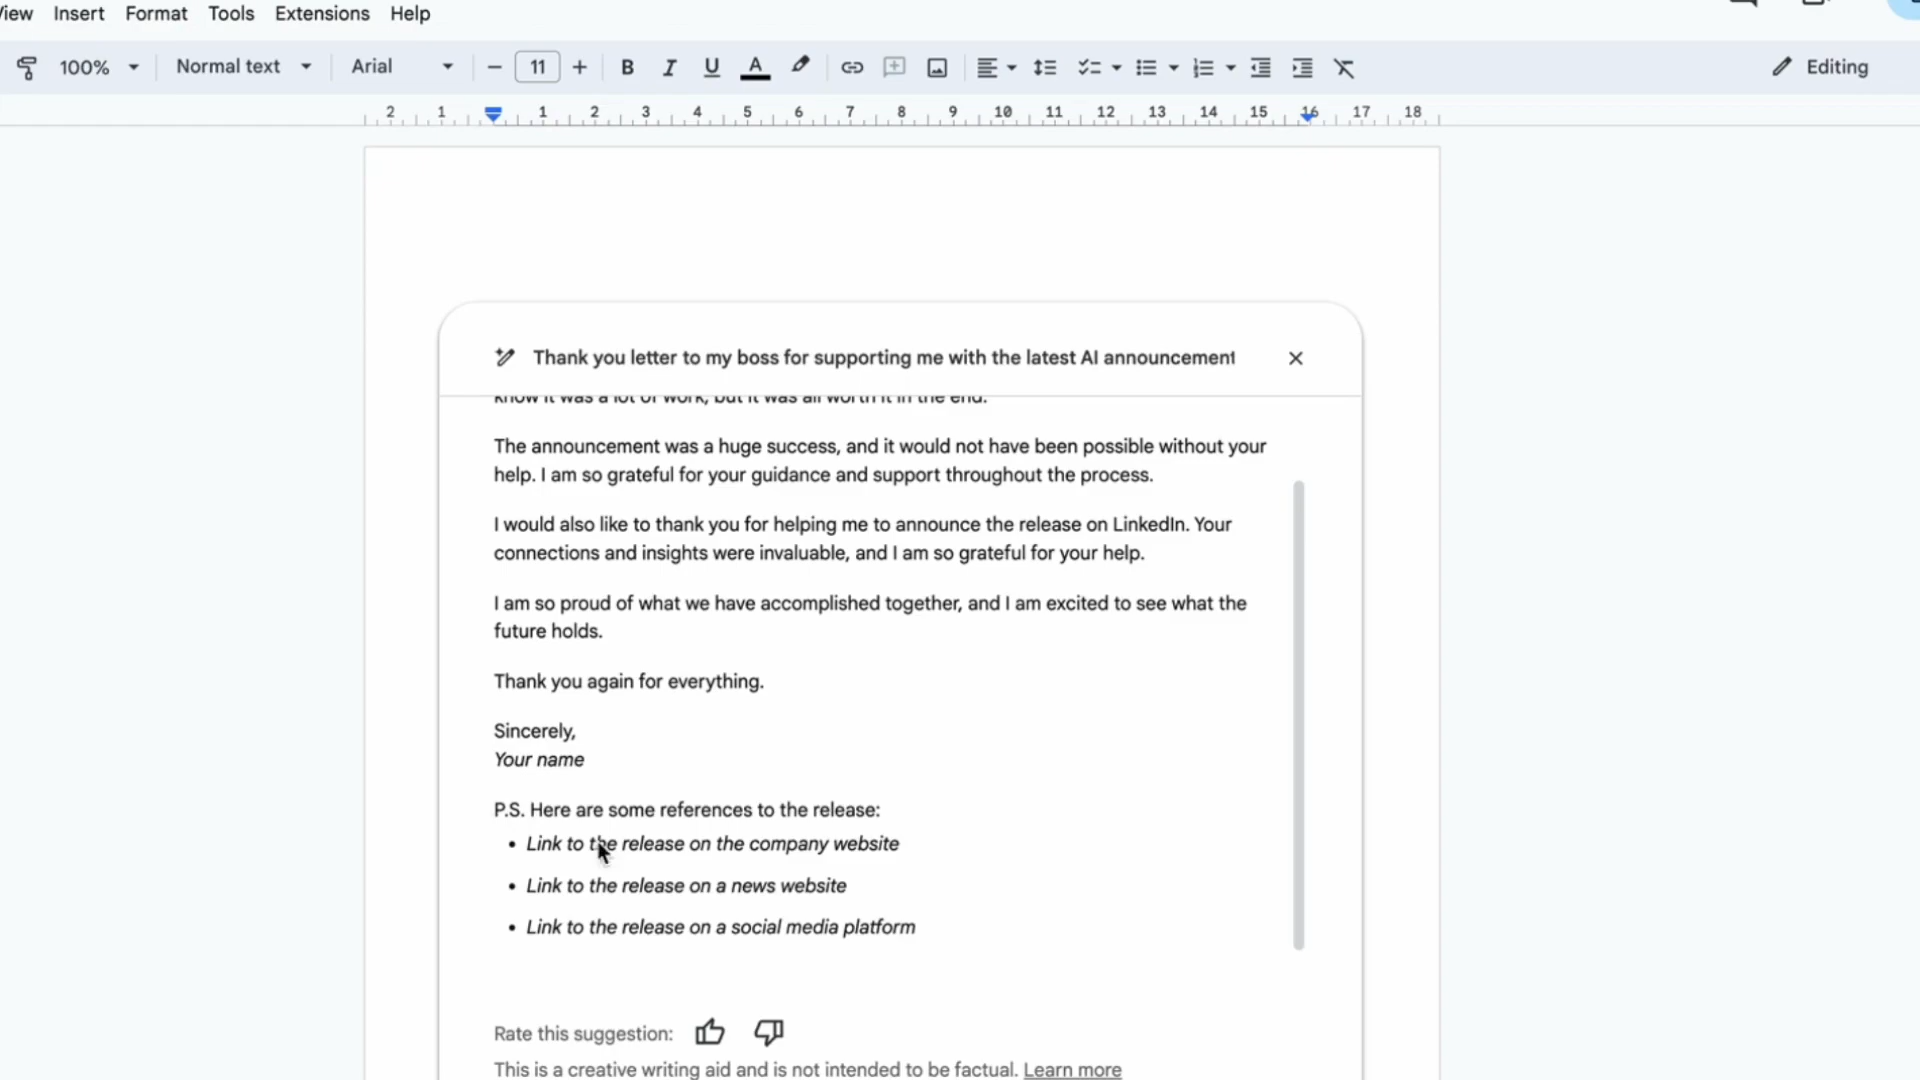 View Insert Format Tools Extensions Help
100% Normal text Arial 11 B I U A Editing
2 1 1 2 3 4 5 6 7 8 9 10 11 12 13 14 15 16 17 18
Thank you letter to my boss for supporting me with the latest AI announcement
know it was a lot of work, but it was all worth it in the end.
The announcement was a huge success, and it would not have been possible without your
help. I am so grateful for your guidance and support throughout the process.
I would also like to thank you for helping me to announce the release on LinkedIn. Your
connections and insights were invaluable, and I am so grateful for your help.
I am so proud of what we have accomplished together, and I am excited to see what the
future holds.
Thank you again for everything.
Sincerely,
Your name
P.S. Here are some references to the release:
• Link to the release on the company website
• Link to the release on a news website
• Link to the release on a social media platform
Rate this suggestion:
This is a creative writing aid and is not intended to be factual. Learn more